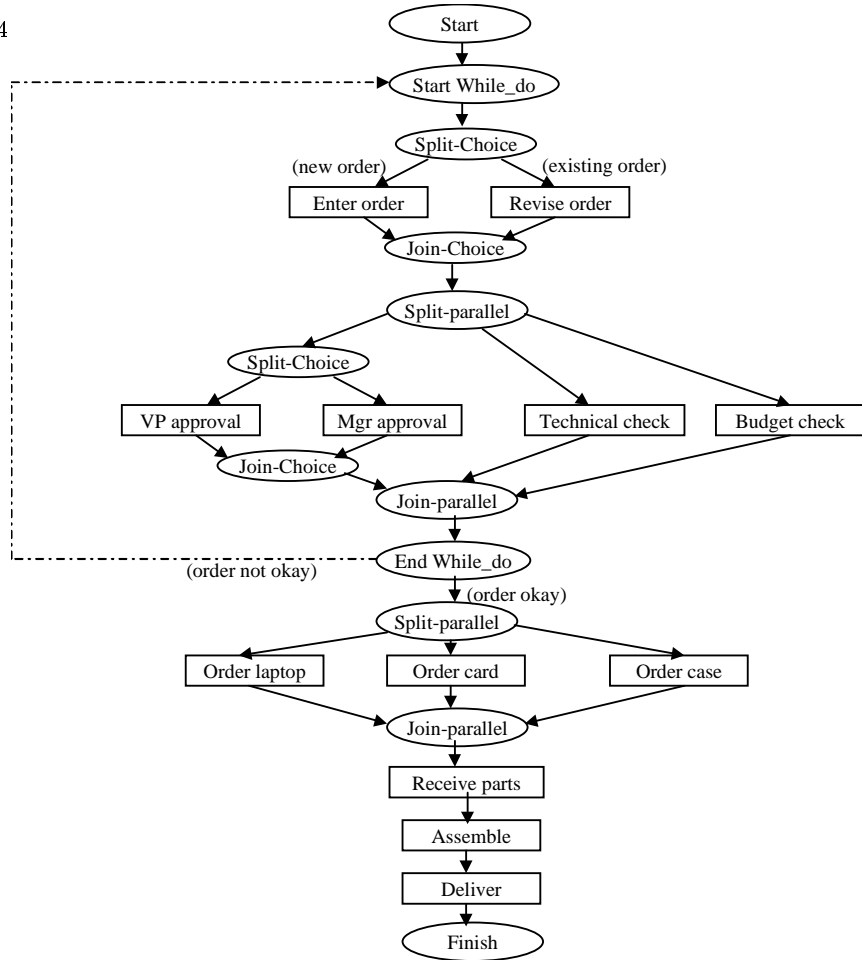 4
Start
Start While_do
Split-Choice
(new order)
(existing order)
Enter order
Revise order
Join-Choice
Split-parallel
Split-Choice
VP approval
Mgr approval
Technical check
Budget check
Join-Choice
Join-parallel
End While_do
(order not okay)
(order okay)
Split-parallel
Order laptop
Order card
Order case
Join-parallel
Receive parts
Assemble
Deliver
Finish